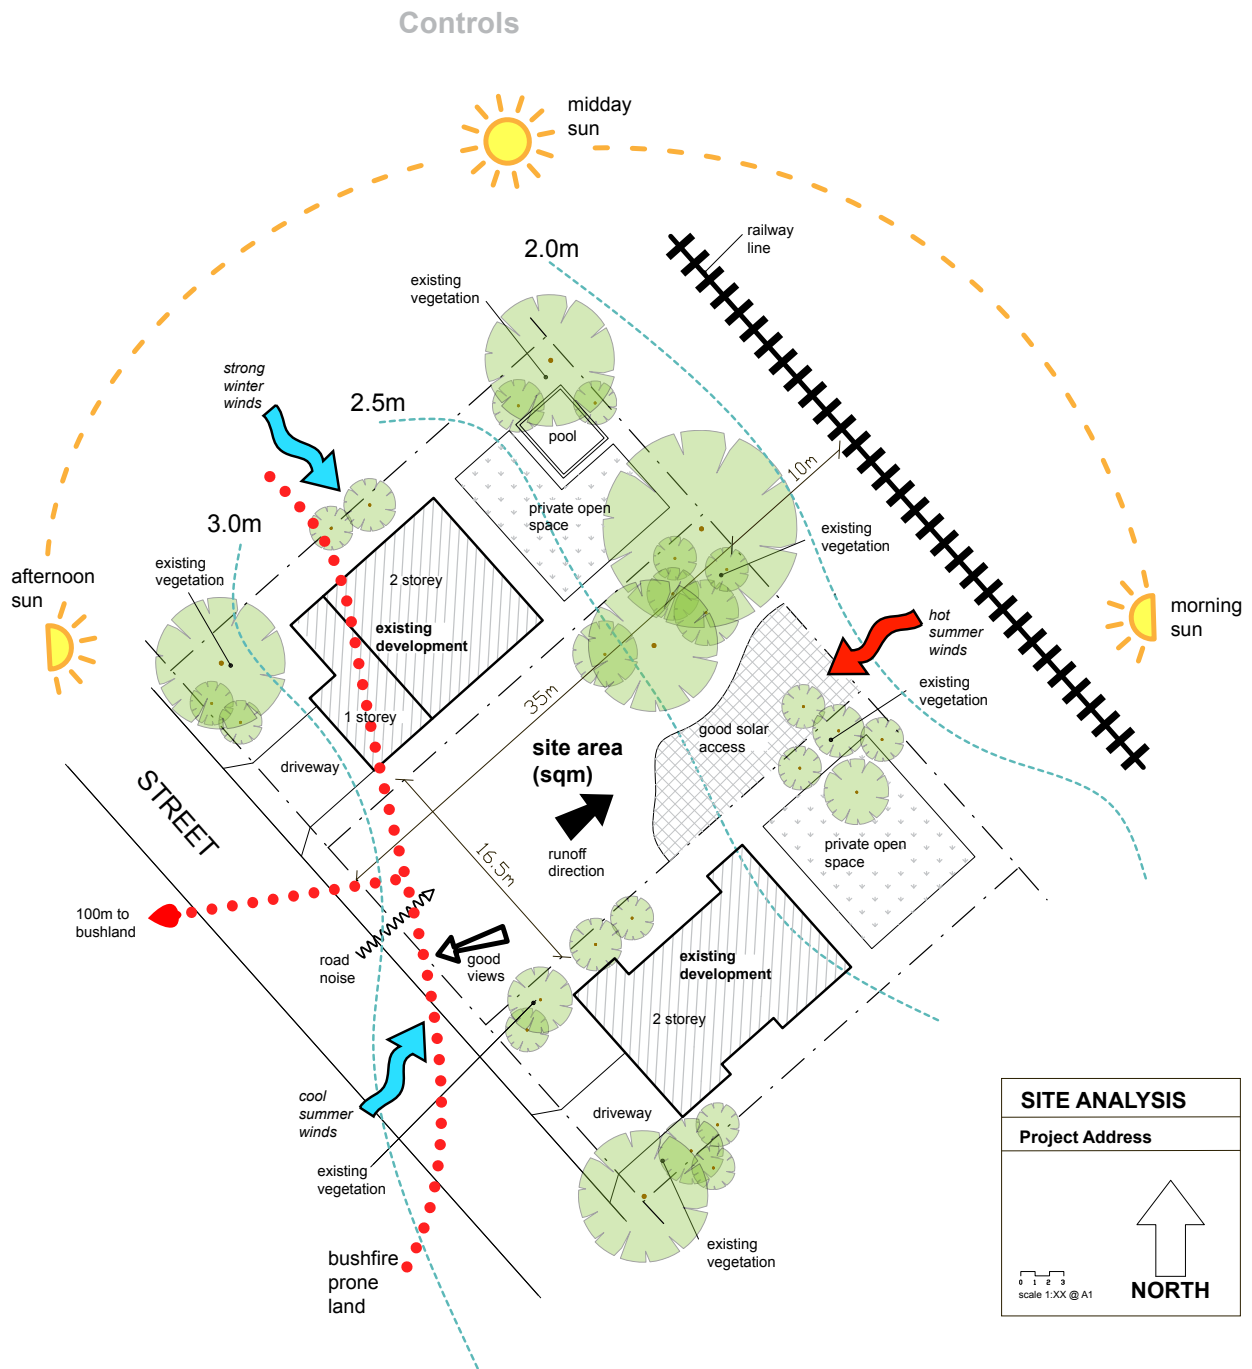 Controls
midday
sun
railway
line
2.0m
existing
vegetation
strong
winter
winds
2.5m
pool
10m
private open
space
3.0m
existing
vegetation
existing
vegetation
afternoon
sun
2 storey
morning
sun
hot
summer
winds
existing
development
existing
vegetation
35m
1 storey
good solar
access
site area
(sqm)
driveway
STREET
runoff
direction
private open
space
16.5m
100m to
bushland
road
noise
good
views
existing
development
2 storey
cool
summer
winds
driveway
existing
vegetation
existing
vegetation
bushfire
prone
land
SITE ANALYSIS
Project Address
0 1 2 3
scale 1:XX @ A1
NORTH